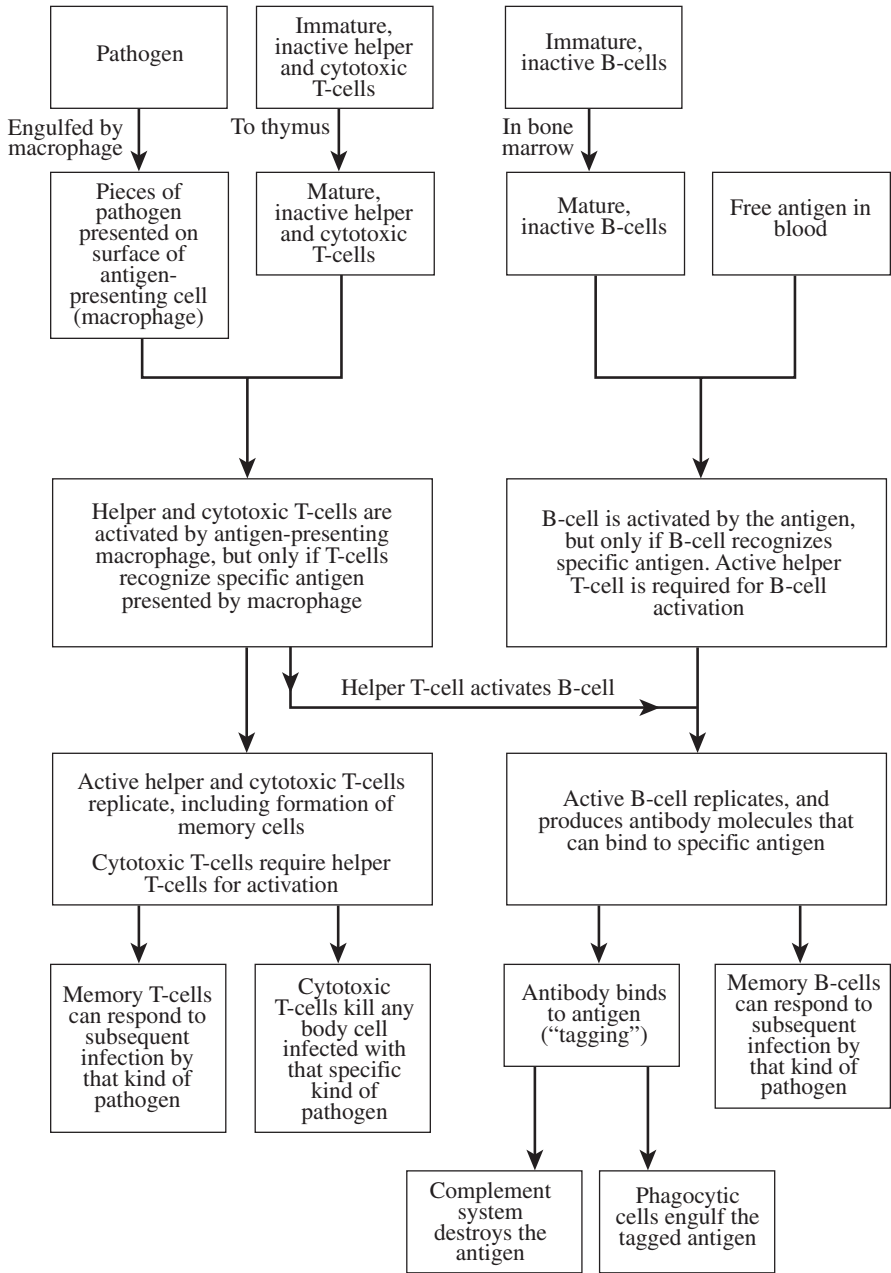 Pathogen
Immature,
inactive helper
and cytotoxic
T-cells
Immature,
inactive B-cells
Engulfed by
macrophage
To thymus
In bone
marrow
Pieces of
pathogen
presented on
surface of
antigen-
presenting cell
(macrophage)
Mature,
inactive helper
and cytotoxic
T-cells
Mature,
inactive B-cells
Free antigen in
blood
Helper and cytotoxic T-cells are
activated by antigen-presenting
macrophage, but only if T-cells
recognize specific antigen
presented by macrophage
B-cell is activated by the antigen,
but only if B-cell recognizes
specific antigen. Active helper
T-cell is required for B-cell
activation
Helper T-cell activates B-cell
Active helper and cytotoxic T-cells
replicate, including formation of
memory cells
Cytotoxic T-cells require helper
T-cells for activation
Active B-cell replicates, and
produces antibody molecules that
can bind to specific antigen
Memory T-cells
can respond to
subsequent
infection by
that kind of
pathogen
Cytotoxic
T-cells kill any
body cell
infected with
that specific
kind of
pathogen
Antibody binds
to antigen
(“tagging”)
Memory B-cells
can respond to
subsequent
infection by
that kind of
pathogen
Complement
system
destroys the
antigen
Phagocytic
cells engulf the
tagged antigen